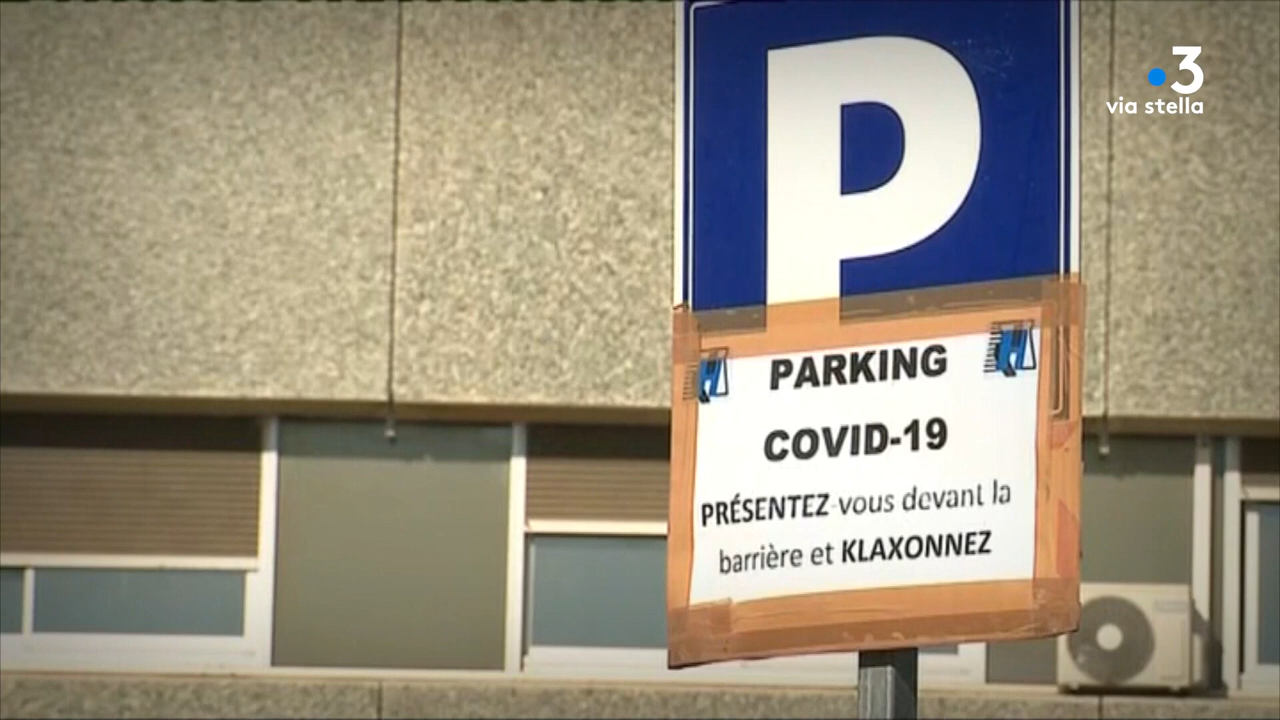 3
via stella
P
PARKING
COVID-19
PRÉSENTEZ-vous devant la
barrière et KLAXONNEZ